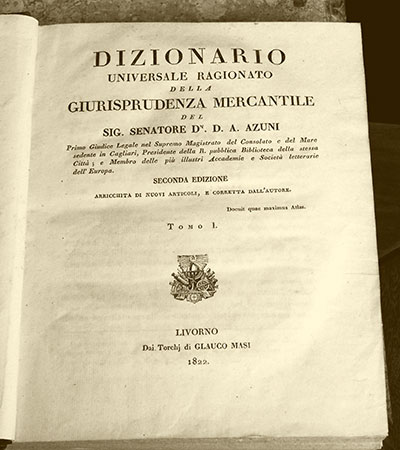 DIZIONARIO
UNIVERSALE RAGIONATO
DELLA
GIURISPRUDENZA MERCANTILE
DEL
SIG. SENATORE Dr. D. A. AZUNI
Primo Giudice Legale nel Supremo Magistrato del Consolato e del Mare
sedente in Cagliari, Presidente della R. pubblica Biblioteca della stessa
Città; e Membro delle più illustri Accademie e Società letterarie
dell'Europa.
SECONDA EDIZIONE
ARRICCHITA DI NUOVI ARTICOLI, E CORRETTA DALL'AUTORE.
Docuit quae maximus Atlas.
TOMO I.
LIVORNO
Dai Torchj di GLAUCO MASI
1822.